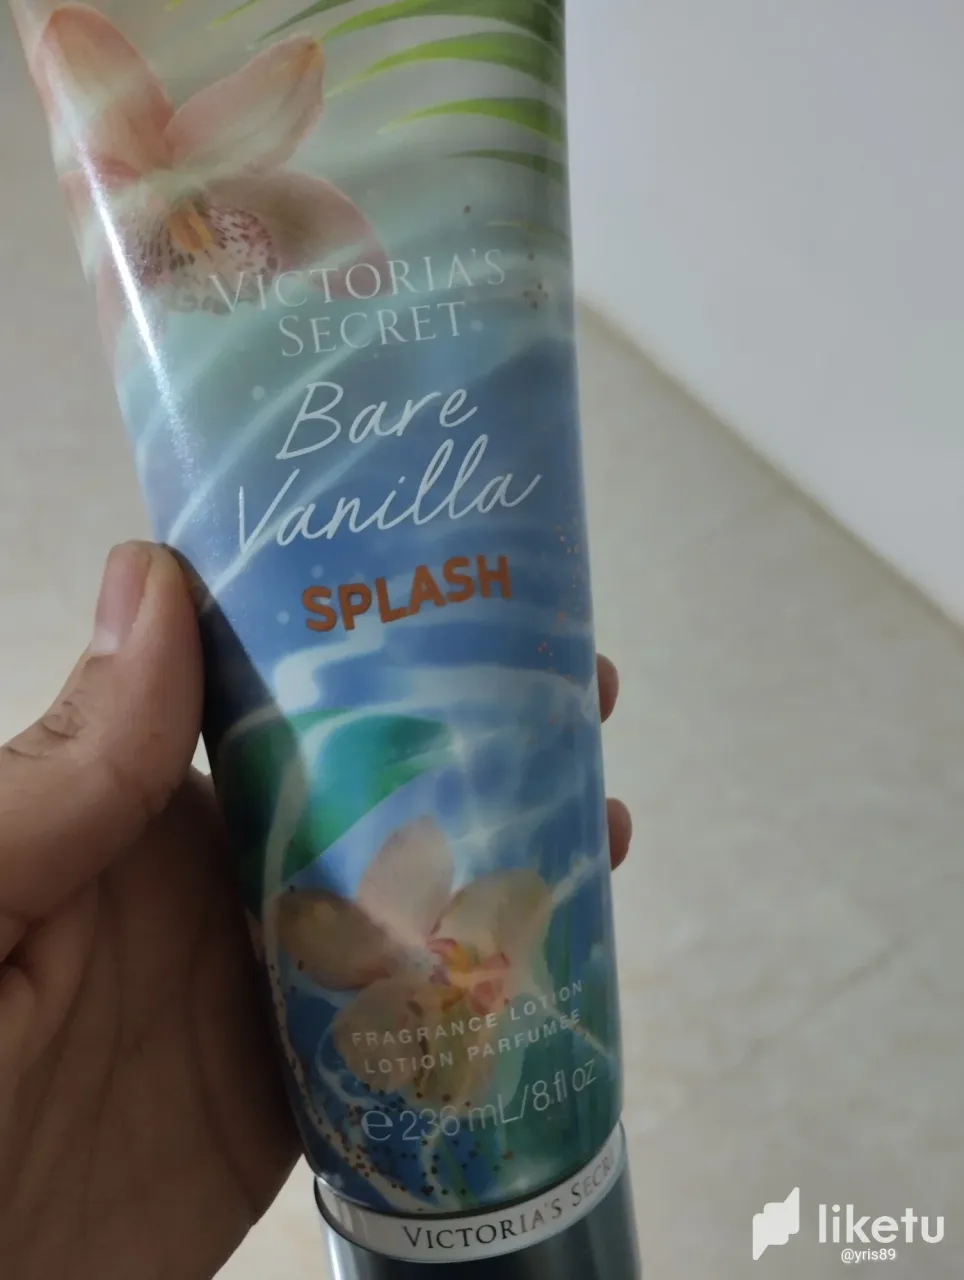 VICTORIA'S
SECRET
Bare
Vanilla
SPLASH
FRAGRANCE LOTION
LOTION PARFUMÉE
℮ 236 mL/8 fl oz
VICTORIA'S SECR
liketu
@yris89